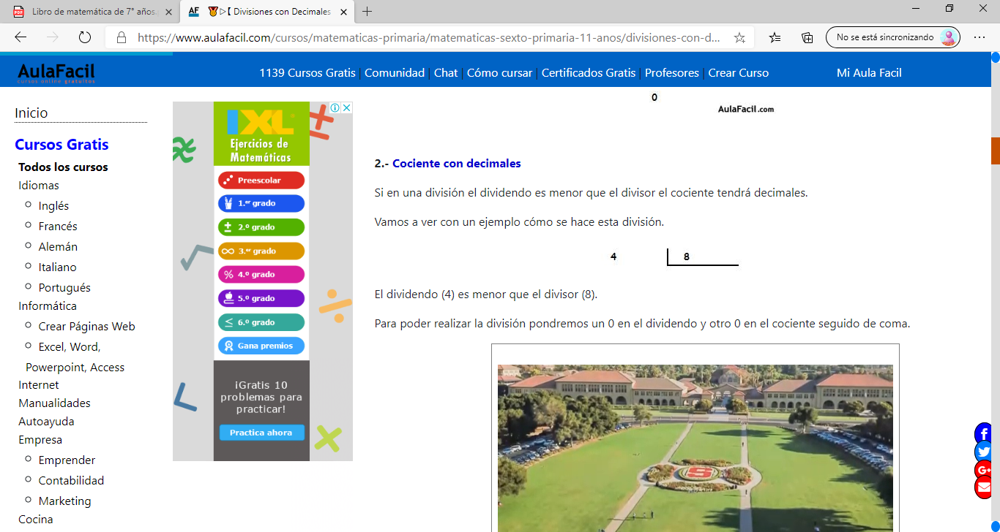 Libro de matemática de 7° años.
AF
▷【 Divisiones con Decimales
https://www.aulafacil.com/cursos/matematicas-primaria/matematicas-sexto-primaria-11-anos/divisiones-con-d...
No se está sincronizando
AulaFacil
cursos online gratuitos
1139 Cursos Gratis | Comunidad | Chat | Cómo cursar | Certificados Gratis | Profesores | Crear Curso
Mi Aula Facil
Inicio
Cursos Gratis
Todos los cursos
Idiomas
Inglés
Francés
Alemán
Italiano
Portugués
Informática
Crear Páginas Web
Excel, Word,
Powerpoint, Access
Internet
Manualidades
Autoayuda
Empresa
Emprender
Contabilidad
Marketing
Cocina
IXL
Ejercicios de
Matemáticas
Preescolar
1.er grado
2.º grado
3.er grado
4.º grado
5.º grado
6.º grado
Gana premios
¡Gratis 10
problemas para
practicar!
Practica ahora
0
AulaFacil.com
2.- Cociente con decimales
Si en una división el dividendo es menor que el divisor el cociente tendrá decimales.
Vamos a ver con un ejemplo cómo se hace esta división.
4 8
El dividendo (4) es menor que el divisor (8).
Para poder realizar la división pondremos un 0 en el dividendo y otro 0 en el cociente seguido de coma.